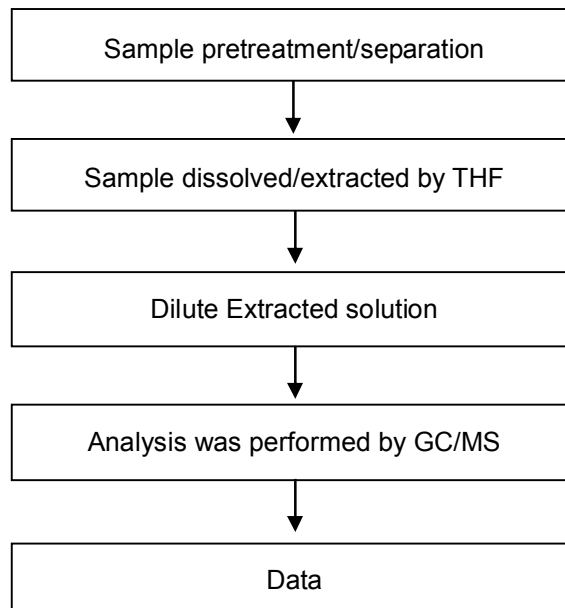 Sample pretreatment/separation
Sample dissolved/extracted by THF
Dilute Extracted solution
Analysis was performed by GC/MS
Data